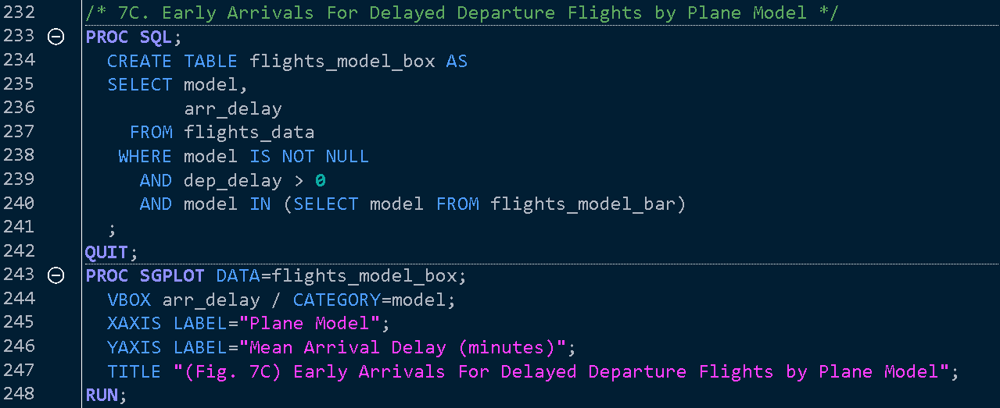 232 /* 7C. Early Arrivals For Delayed Departure Flights by Plane Model */
233 PROC SQL;
234   CREATE TABLE flights_model_box AS
235   SELECT model,
236          arr_delay
237     FROM flights_data
238    WHERE model IS NOT NULL
239      AND dep_delay > 0
240      AND model IN (SELECT model FROM flights_model_bar)
241   ;
242 QUIT;
243 PROC SGPLOT DATA=flights_model_box;
244   VBOX arr_delay / CATEGORY=model;
245   XAXIS LABEL="Plane Model";
246   YAXIS LABEL="Mean Arrival Delay (minutes)";
247   TITLE "(Fig. 7C) Early Arrivals For Delayed Departure Flights by Plane Model";
248 RUN;